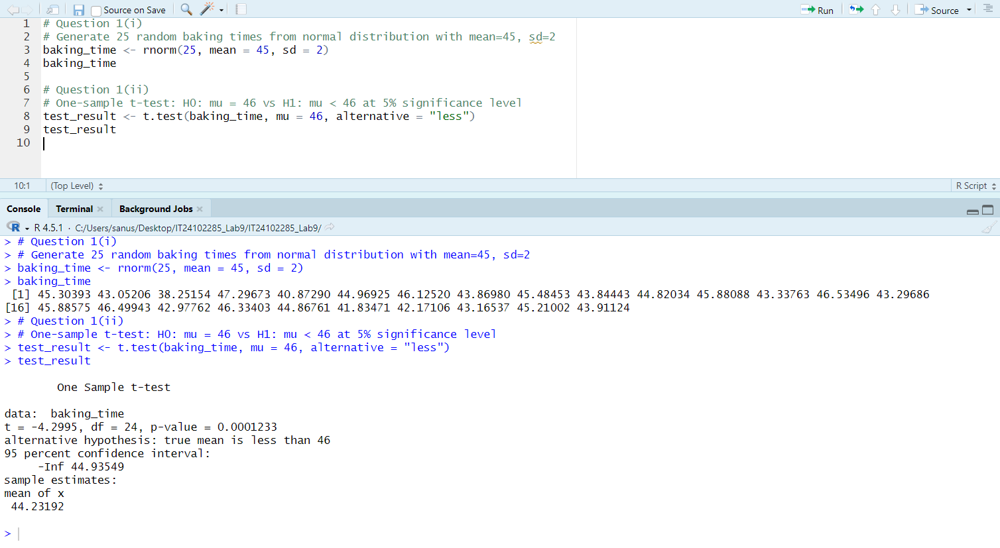 Source on Save
Run
Source
1 # Question 1(i)
2 # Generate 25 random baking times from normal distribution with mean=45, sd=2
3 baking_time <- rnorm(25, mean = 45, sd = 2)
4 baking_time
5
6 # Question 1(ii)
7 # One-sample t-test: H0: mu = 46 vs H1: mu < 46 at 5% significance level
8 test_result <- t.test(baking_time, mu = 46, alternative = "less")
9 test_result
10
10:1 (Top Level) R Script
Console Terminal Background Jobs
R R 4.5.1 · C:/Users/sanus/Desktop/IT24102285_Lab9/IT24102285_Lab9/
> # Question 1(i)
> # Generate 25 random baking times from normal distribution with mean=45, sd=2
> baking_time <- rnorm(25, mean = 45, sd = 2)
> baking_time
[1] 45.30393 43.05206 38.25154 47.29673 40.87290 44.96925 46.12520 43.86980 45.48453 43.84443 44.82034 45.88088 43.33763 46.53496 43.29686
[16] 45.88575 46.49943 42.97762 46.33403 44.86761 41.83471 42.17106 43.16537 45.21002 43.91124
> # Question 1(ii)
> # One-sample t-test: H0: mu = 46 vs H1: mu < 46 at 5% significance level
> test_result <- t.test(baking_time, mu = 46, alternative = "less")
> test_result
One Sample t-test
data: baking_time
t = -4.2995, df = 24, p-value = 0.0001233
alternative hypothesis: true mean is less than 46
95 percent confidence interval:
-Inf 44.93549
sample estimates:
mean of x
44.23192
>